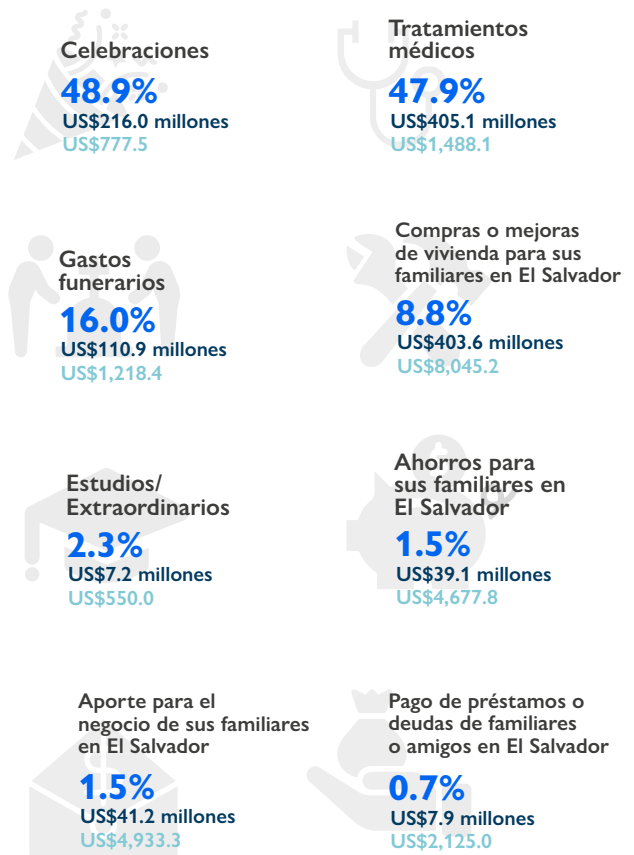 Celebraciones
48.9%
US$216.0 millones
US$777.5
Tratamientos
médicos
47.9%
US$405.1 millones
US$1,488.1
Gastos
funerarios
16.0%
US$110.9 millones
US$1,218.4
Compras o mejoras
de vivienda para sus
familiares en El Salvador
8.8%
US$403.6 millones
US$8,045.2
Estudios/
Extraordinarios
2.3%
US$7.2 millones
US$550.0
Ahorros para
sus familiares en
El Salvador
1.5%
US$39.1 millones
US$4,677.8
Aporte para el
negocio de sus familiares
en El Salvador
1.5%
US$41.2 millones
US$4,933.3
Pago de préstamos o
deudas de familiares
o amigos en El Salvador
0.7%
US$7.9 millones
US$2,125.0